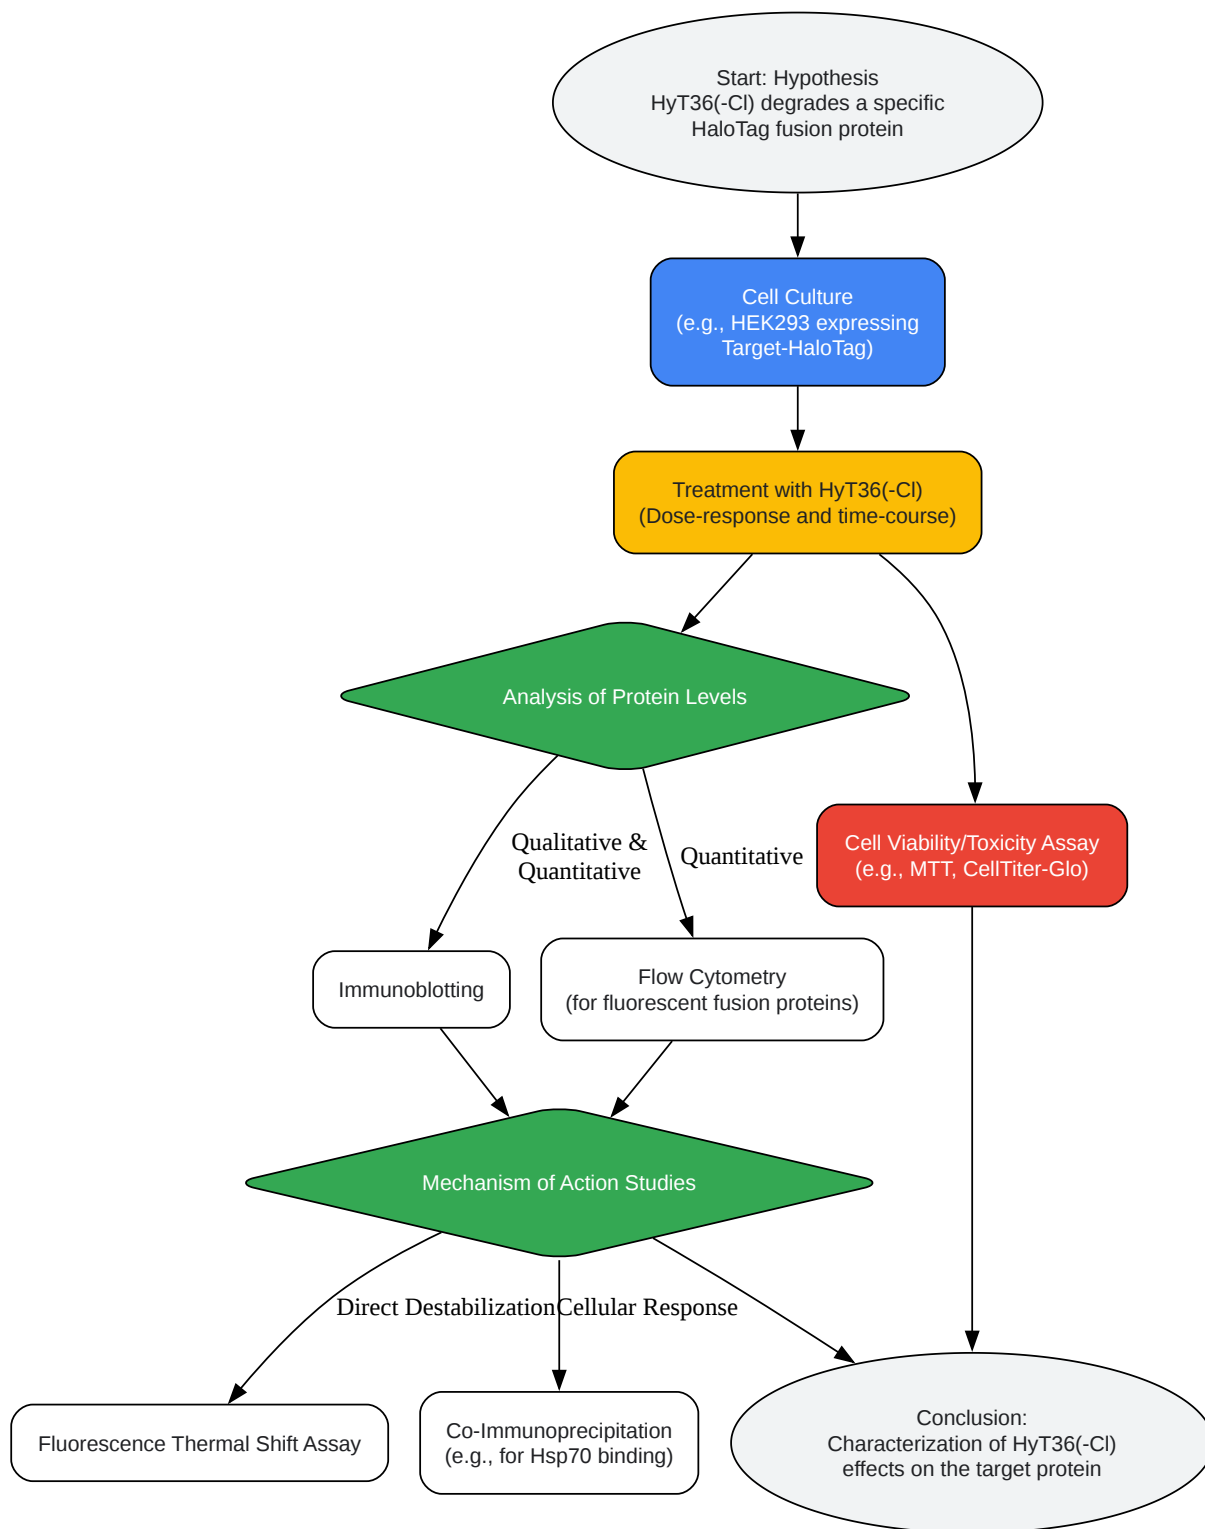 Start: Hypothesis
HyT36(-Cl) degrades a specific
HaloTag fusion protein
Cell Culture
(e.g., HEK293 expressing
Target-HaloTag)
Treatment with HyT36(-Cl)
(Dose-response and time-course)
Analysis of Protein Levels
Qualitative &
Quantitative
Quantitative
Cell Viability/Toxicity Assay
(e.g., MTT, CellTiter-Glo)
Immunoblotting
Flow Cytometry
(for fluorescent fusion proteins)
Mechanism of Action Studies
Direct Destabilization
Cellular Response
Fluorescence Thermal Shift Assay
Co-Immunoprecipitation
(e.g., for Hsp70 binding)
Conclusion:
Characterization of HyT36(-Cl)
effects on the target protein